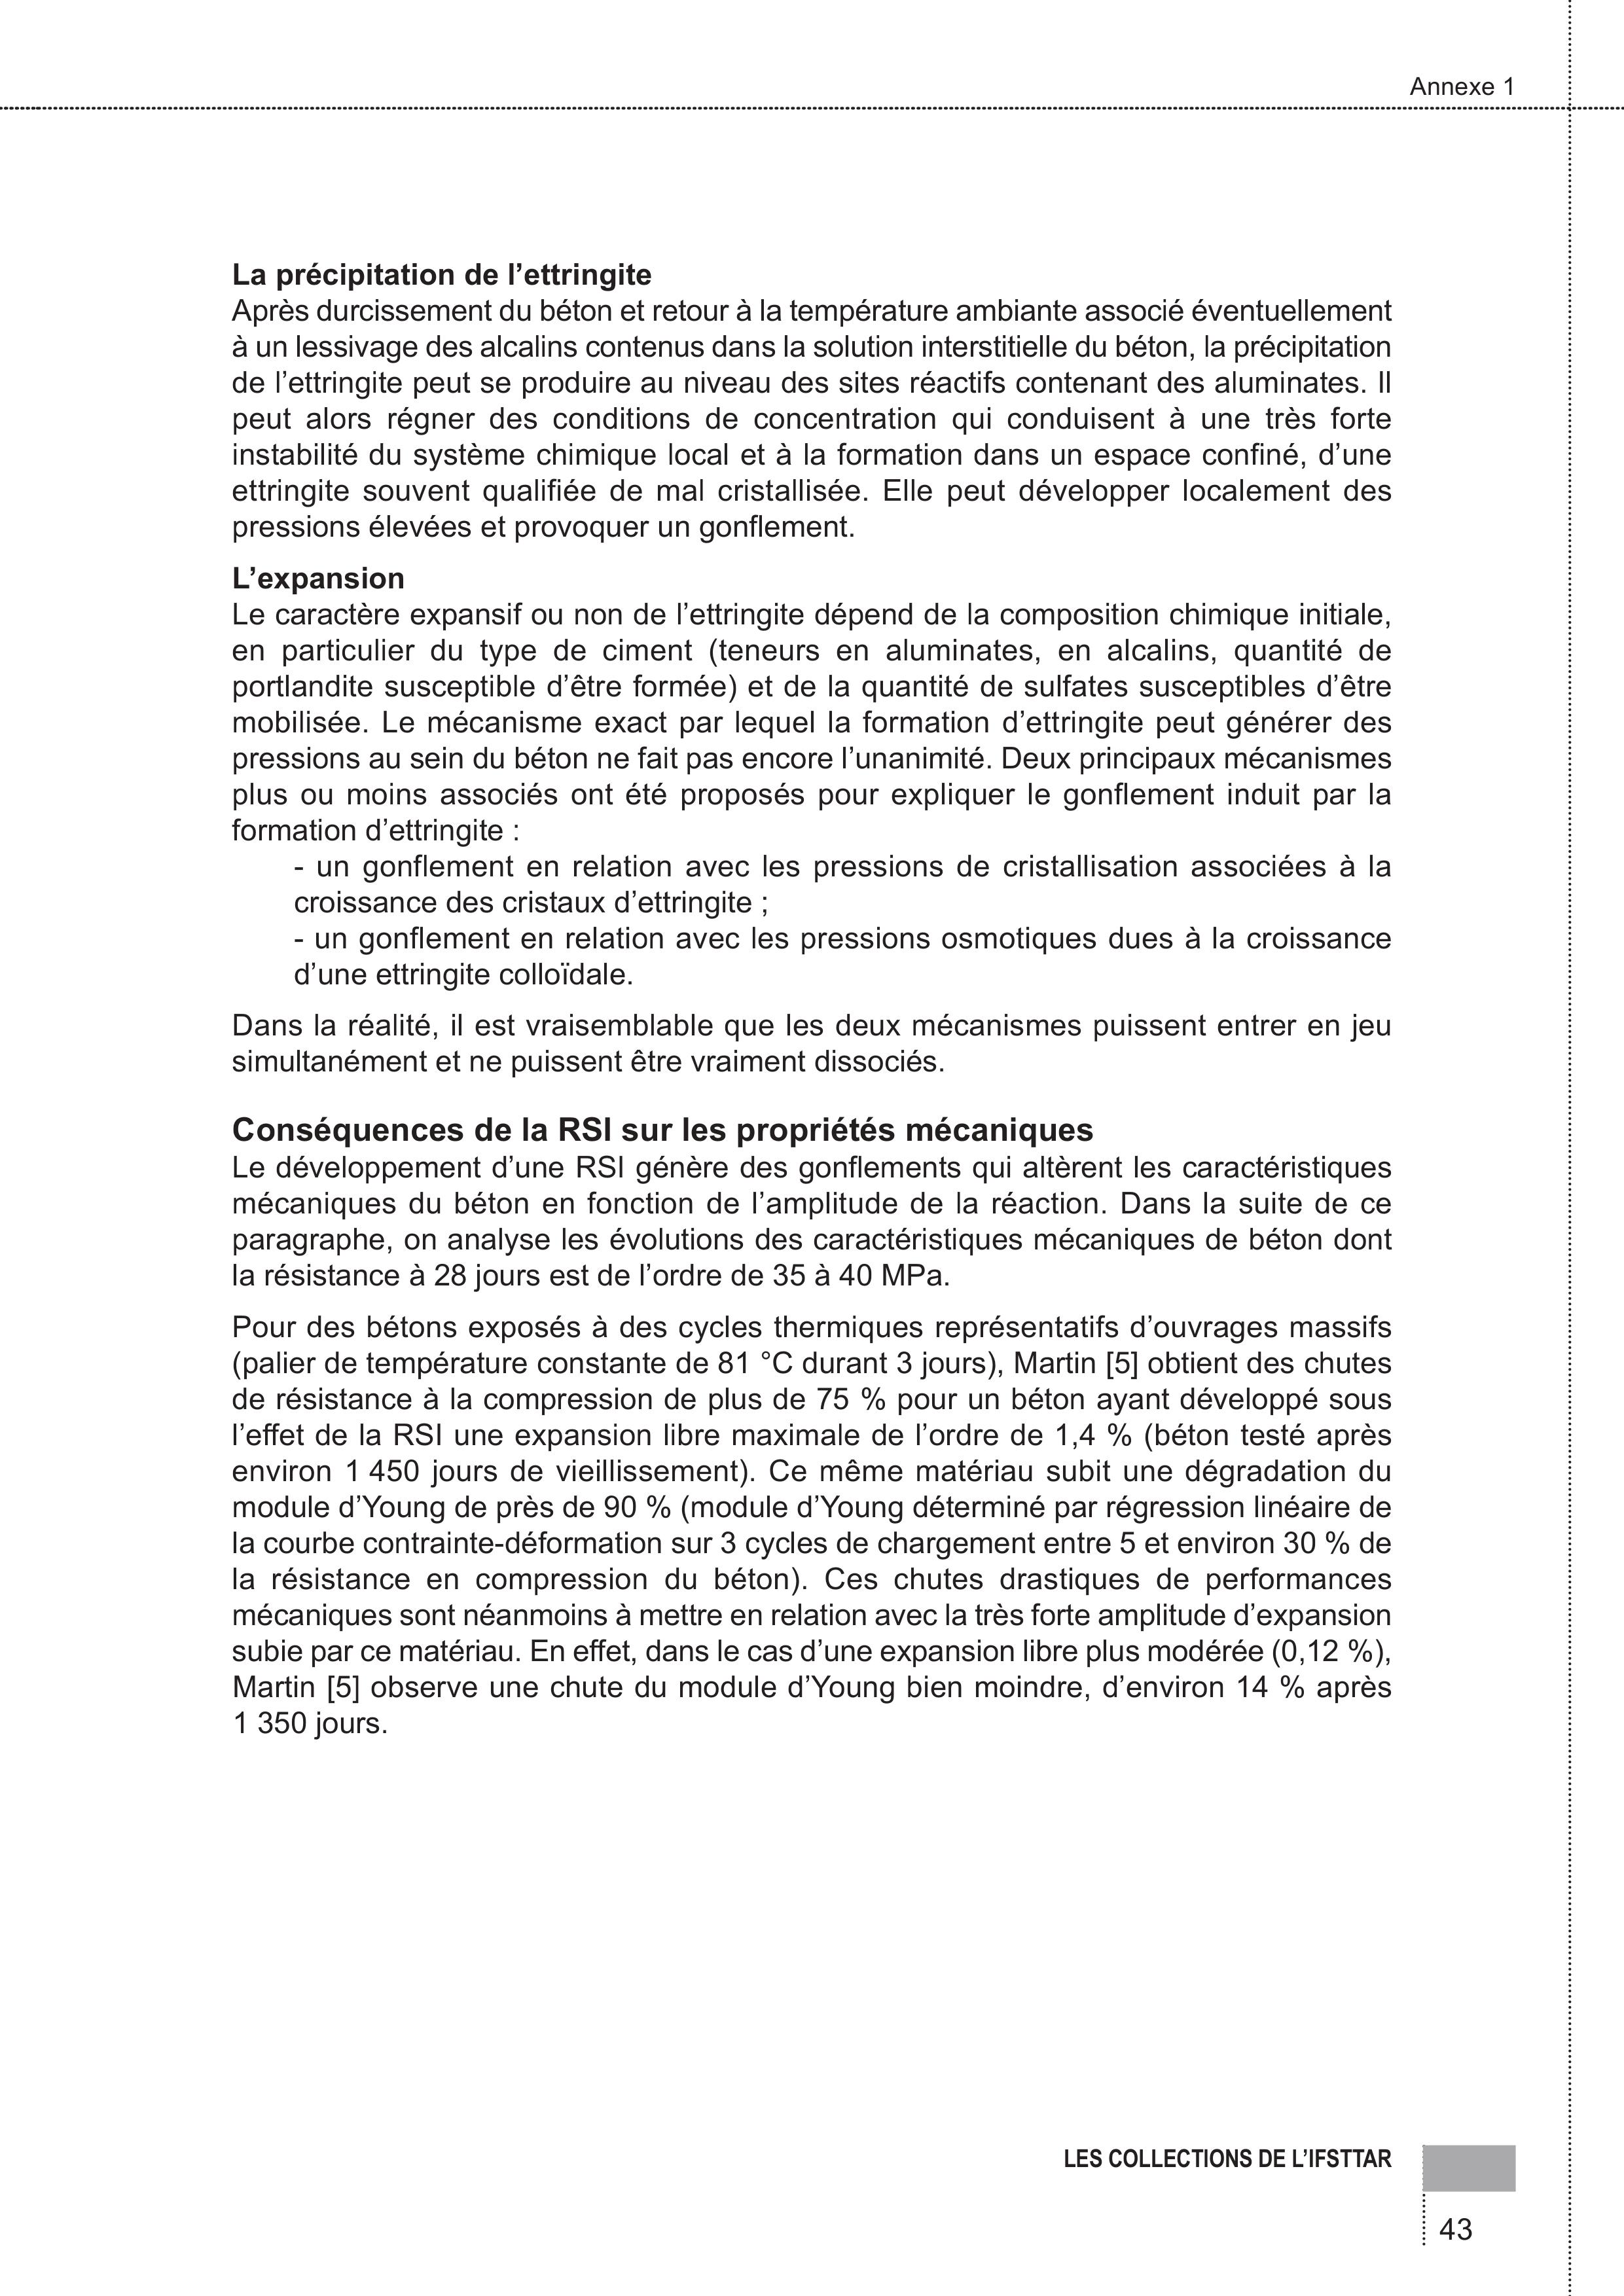 Annexe 1
La précipitation de l’ettringite
Après durcissement du béton et retour à la température ambiante associé éventuellement
à un lessivage des alcalins contenus dans la solution interstitielle du béton, la précipitation
de l’ettringite peut se produire au niveau des sites réactifs contenant des aluminates. Il
peut alors régner des conditions de concentration qui conduisent à une très forte
instabilité du système chimique local et à la formation dans un espace confiné, d’une
ettringite souvent qualifiée de mal cristallisée. Elle peut développer localement des
pressions élevées et provoquer un gonflement.
L’expansion
Le caractère expansif ou non de l’ettringite dépend de la composition chimique initiale,
en particulier du type de ciment (teneurs en aluminates, en alcalins, quantité de
portlandite susceptible d’être formée) et de la quantité de sulfates susceptibles d’être
mobilisée. Le mécanisme exact par lequel la formation d’ettringite peut générer des
pressions au sein du béton ne fait pas encore l’unanimité. Deux principaux mécanismes
plus ou moins associés ont été proposés pour expliquer le gonflement induit par la
formation d’ettringite :
- un gonflement en relation avec les pressions de cristallisation associées à la
croissance des cristaux d’ettringite ;
- un gonflement en relation avec les pressions osmotiques dues à la croissance
d’une ettringite colloïdale.
Dans la réalité, il est vraisemblable que les deux mécanismes puissent entrer en jeu
simultanément et ne puissent être vraiment dissociés.
Conséquences de la RSI sur les propriétés mécaniques
Le développement d’une RSI génère des gonflements qui altèrent les caractéristiques
mécaniques du béton en fonction de l’amplitude de la réaction. Dans la suite de ce
paragraphe, on analyse les évolutions des caractéristiques mécaniques de béton dont
la résistance à 28 jours est de l’ordre de 35 à 40 MPa.
Pour des bétons exposés à des cycles thermiques représentatifs d’ouvrages massifs
(palier de température constante de 81 °C durant 3 jours), Martin [5] obtient des chutes
de résistance à la compression de plus de 75 % pour un béton ayant développé sous
l’effet de la RSI une expansion libre maximale de l’ordre de 1,4 % (béton testé après
environ 1 450 jours de vieillissement). Ce même matériau subit une dégradation du
module d’Young de près de 90 % (module d’Young déterminé par régression linéaire de
la courbe contrainte-déformation sur 3 cycles de chargement entre 5 et environ 30 % de
la résistance en compression du béton). Ces chutes drastiques de performances
mécaniques sont néanmoins à mettre en relation avec la très forte amplitude d’expansion
subie par ce matériau. En effet, dans le cas d’une expansion libre plus modérée (0,12 %),
Martin [5] observe une chute du module d’Young bien moindre, d’environ 14 % après
1 350 jours.
LES COLLECTIONS DE L’IFSTTAR
43